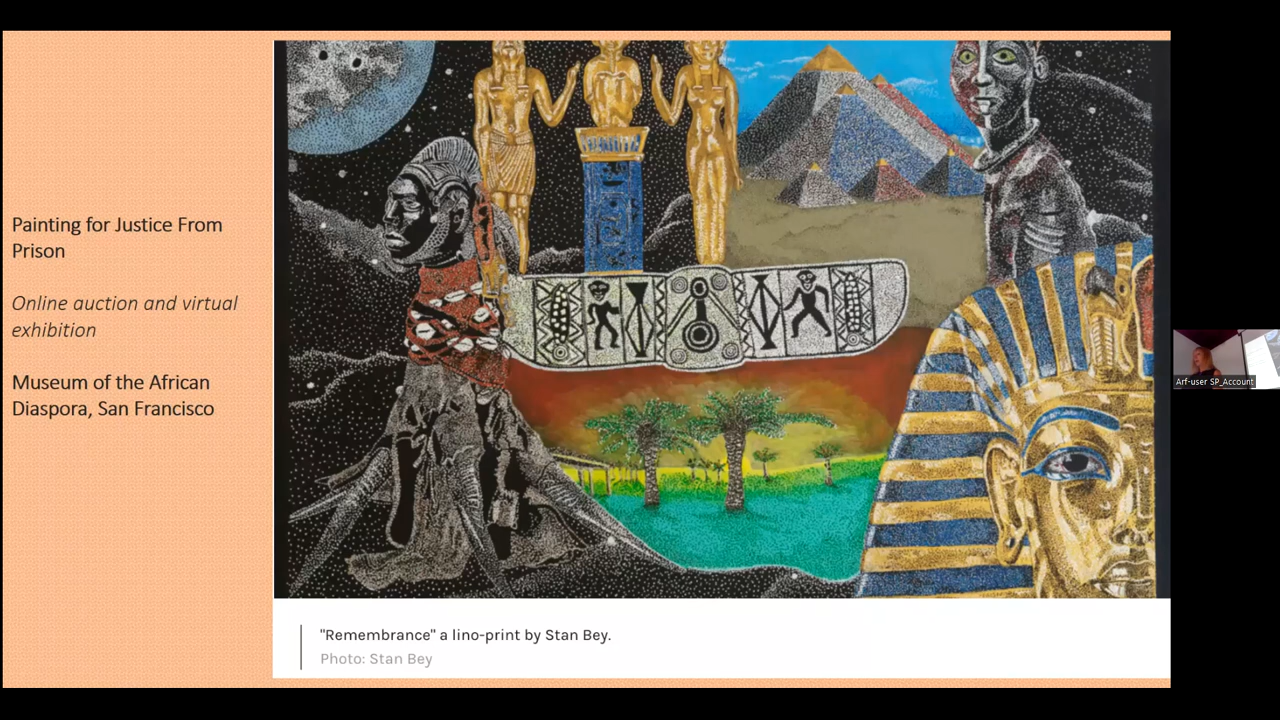 Painting for Justice From
Prison
Online auction and virtual
exhibition
Museum of the African
Diaspora, San Francisco
"Remembrance" a lino-print by Stan Bey.
Photo: Stan Bey
Arf-user SP_Account